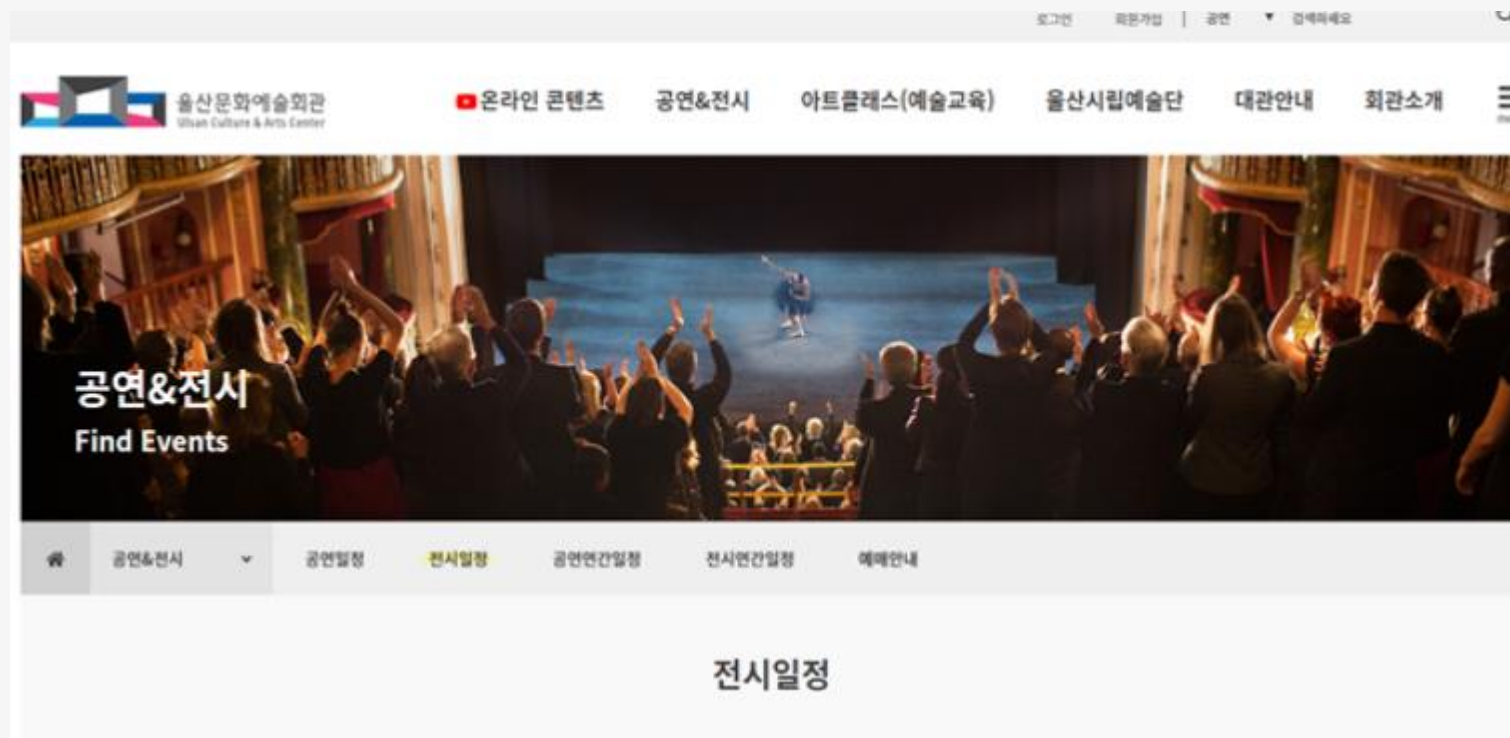 로그인 회원가입 | 공연 ▼ 검색하세요
울산문화예술회관
Ulsan Culture & Arts Center
온라인 콘텐츠 공연&전시 아트클래스(예술교육) 울산시립예술단 대관안내 회관소개
공연&전시
Find Events
공연&전시 공연일정 전시일정 공연연간일정 전시연간일정 예매안내
전시일정